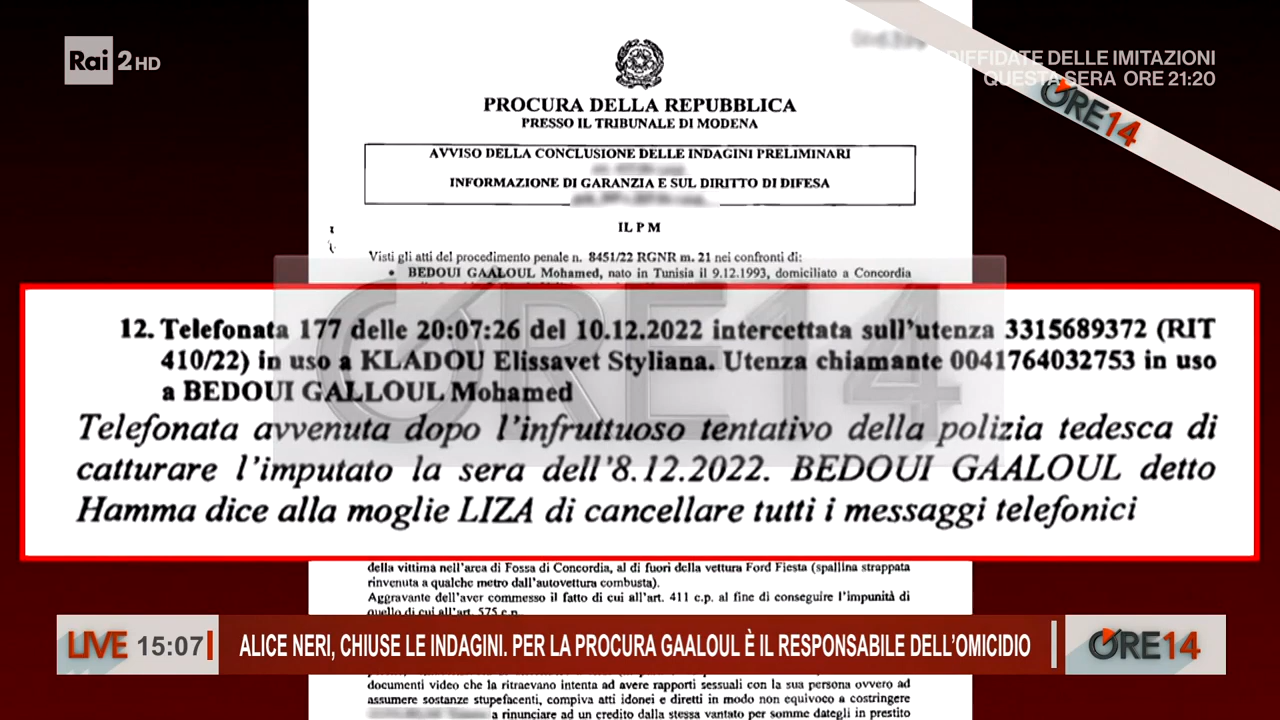 Rai 2HD
DIFFIDATE DELLE IMITAZIONI
QUESTA SERA ORE 21:20
ORE14
PROCURA DELLA REPUBBLICA
PRESSO IL TRIBUNALE DI MODENA
AVVISO DELLA CONCLUSIONE DELLE INDAGINI PRELIMINARI
INFORMAZIONE DI GARANZIA E SUL DIRITTO DI DIFESA
IL P M
Visti gli atti del procedimento penale n. 8451/22 RGNR m. 21 nei confronti di:
• BEDOUI GAALOUL Mohamed, nato in Tunisia il 9.12.1993, domiciliato a Concordia
ORE14
12. Telefonata 177 delle 20:07:26 del 10.12.2022 intercettata sull'utenza 3315689372 (RIT
410/22) in uso a KLADOU Elissavet Styliana. Utenza chiamante 0041764032753 in uso
a BEDOUI GALLOUL Mohamed
Telefonata avvenuta dopo l'infruttuoso tentativo della polizia tedesca di
catturare l'imputato la sera dell'8.12.2022. BEDOUI GAALOUL detto
Hamma dice alla moglie LIZA di cancellare tutti i messaggi telefonici
della vittima nell'area di Fossa di Concordia, al di fuori della vettura Ford Fiesta (spallina strappata
rinvenuta a qualche metro dall'autovettura combusta).
Aggravante dell'aver commesso il fatto di cui all'art. 411 c.p. al fine di conseguire l'impunità di
quello di cui all'art. 575 c.p.
LIVE 15:07
ALICE NERI, CHIUSE LE INDAGINI. PER LA PROCURA GAALOUL È IL RESPONSABILE DELL'OMICIDIO
ORE14
documenti video che la ritraevano intenta ad avere rapporti sessuali con la sua persona ovvero ad
assumere sostanze stupefacenti, compiva atti idonei e diretti in modo non equivoco a costringere
a rinunciare ad un credito dalla stessa vantato per somme dategli in prestito